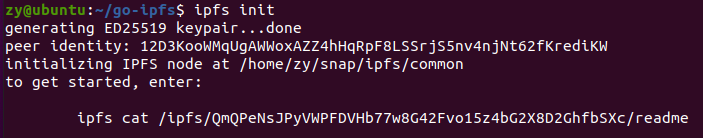 zy@ubuntu:~/go-ipfs$ ipfs init
generating ED25519 keypair...done
peer identity: 12D3KooWMqUgAWWoxAZZ4hHqRpF8LSSrjS5nv4njNt62fKrediKW
initializing IPFS node at /home/zy/snap/ipfs/common
to get started, enter:
ipfs cat /ipfs/QmQPeNsJPyVWPFDVHb77w8G42Fvo15z4bG2X8D2GhfbSXc/readme